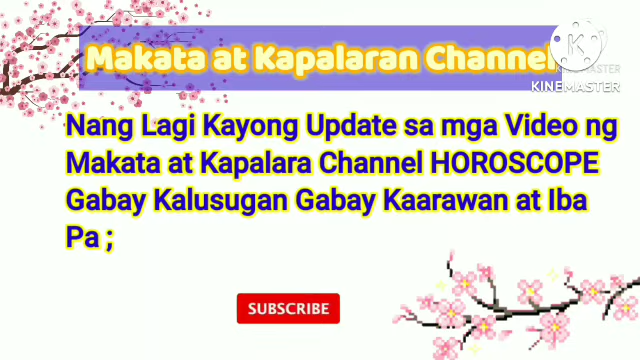 Makata at Kapalaran Channel
KINEMASTER
Nang Lagi Kayong Update sa mga Video ng
Makata at Kapalara Channel HOROSCOPE
Gabay Kalusugan Gabay Kaarawan at Iba
Pa ;
SUBSCRIBE